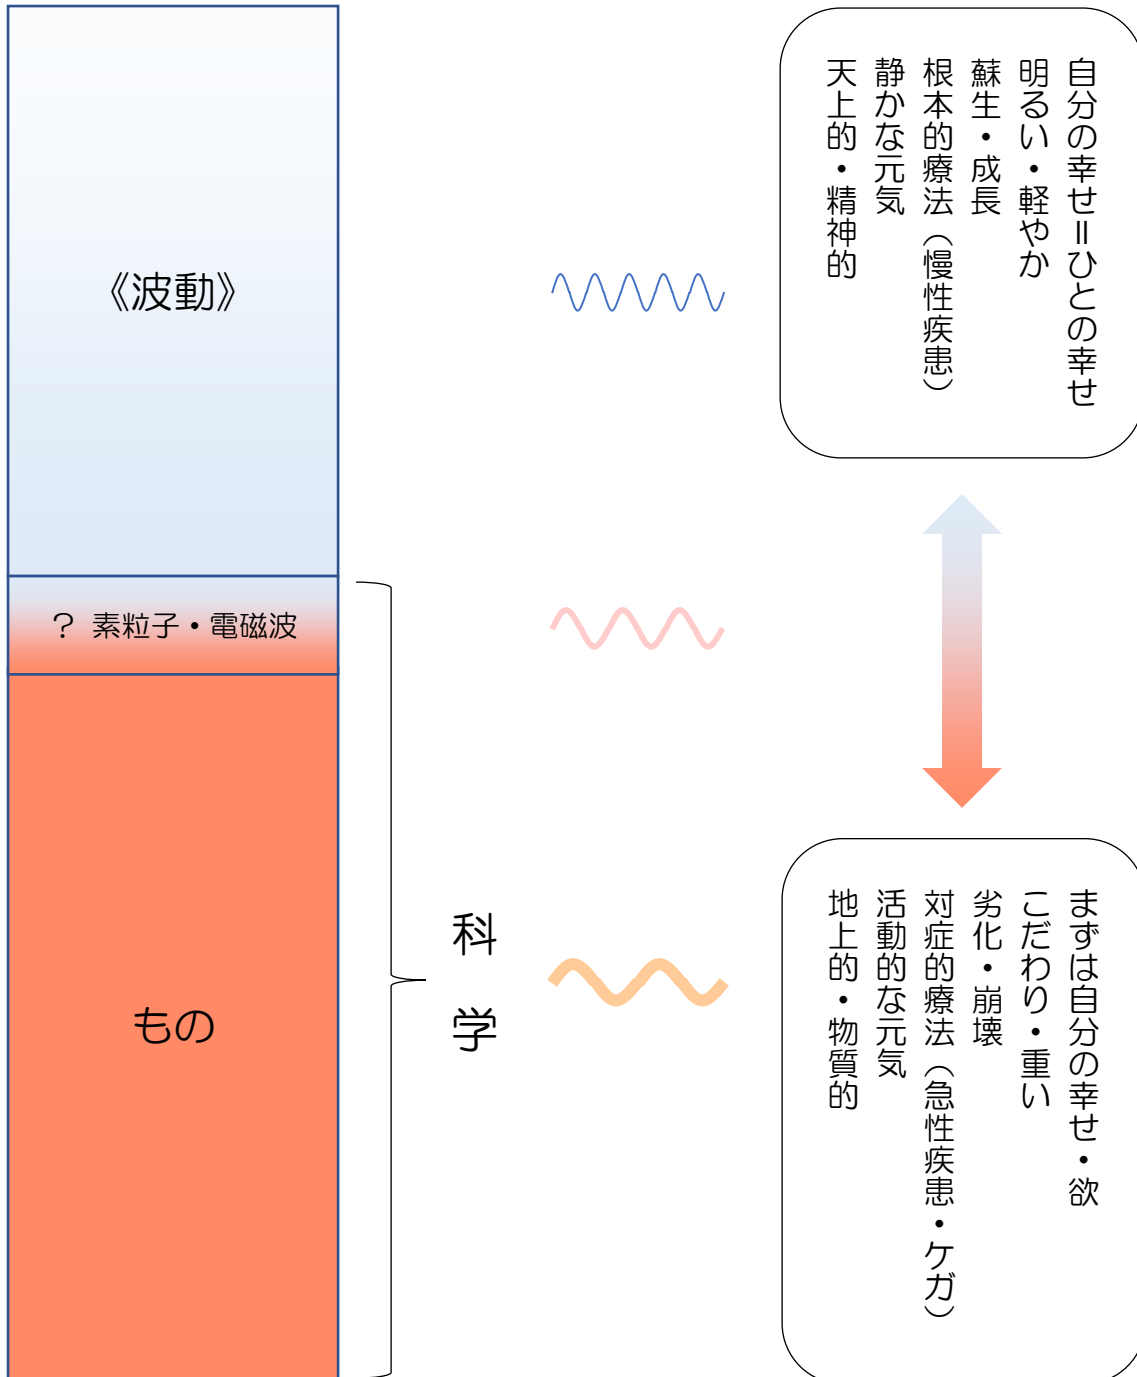 《波動》
? 素粒子・電磁波
もの
科学
自分の幸せ＝ひとの幸せ
明るい・軽やか
蘇生・成長
根本的療法（慢性疾患）
静かな元気
天上的・精神的
まずは自分の幸せ・欲
こだわり・重い
劣化・崩壊
対症的療法（急性疾患・ケガ）
活動的な元気
地上的・物質的